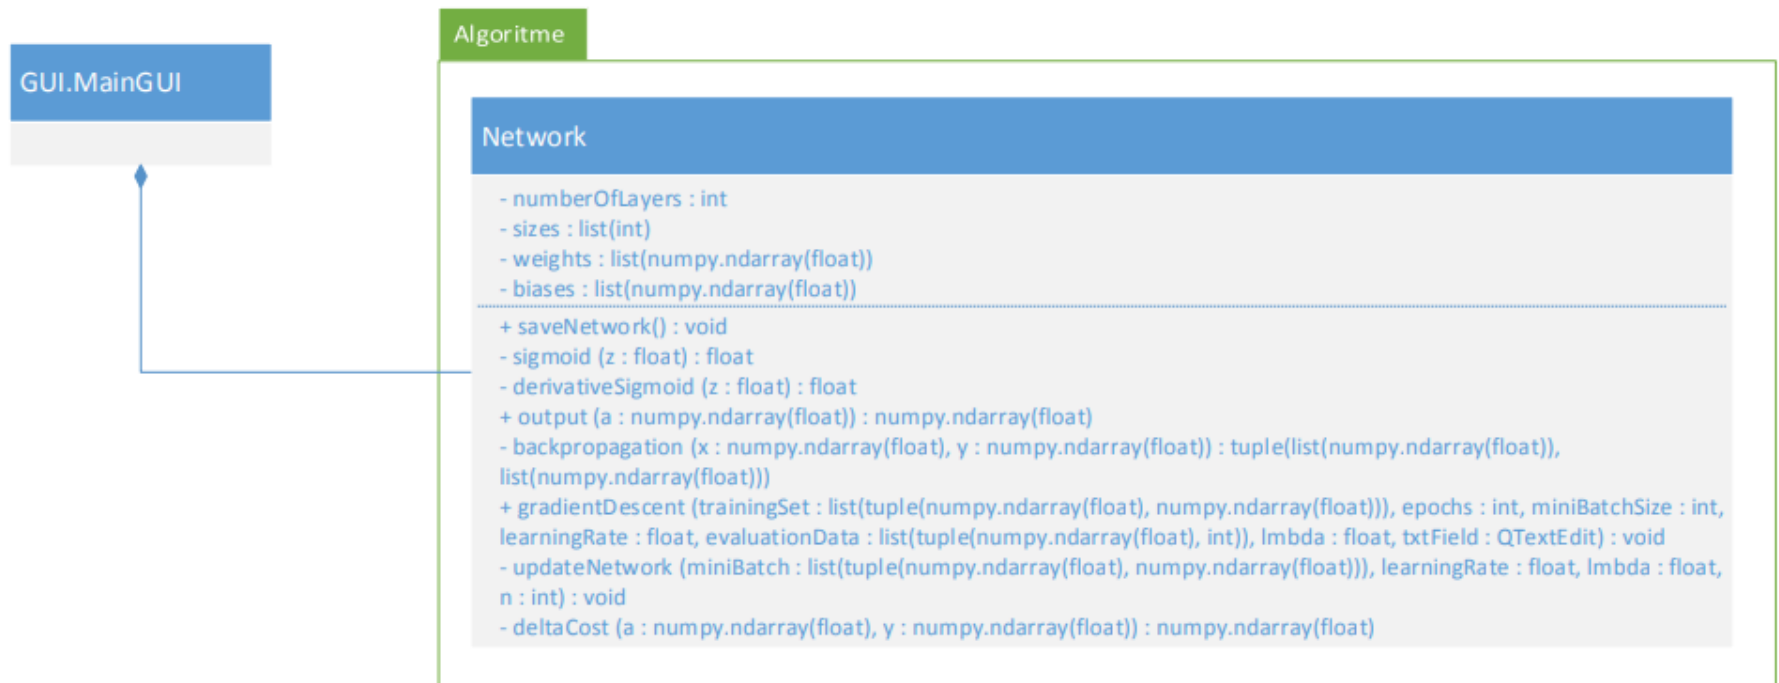 Algoritme
GUI.MainGUI
Network
- numberOfLayers : int
- sizes : list(int)
- weights : list(numpy.ndarray(float))
- biases : list(numpy.ndarray(float))
+ saveNetwork() : void
- sigmoid (z : float) : float
- derivativeSigmoid (z : float) : float
+ output (a : numpy.ndarray(float)) : numpy.ndarray(float)
- backpropagation (x : numpy.ndarray(float), y : numpy.ndarray(float)) : tuple(list(numpy.ndarray(float)),
list(numpy.ndarray(float)))
+ gradientDescent (trainingSet : list(tuple(numpy.ndarray(float), numpy.ndarray(float))), epochs : int, miniBatchSize : int,
learningRate : float, evaluationData : list(tuple(numpy.ndarray(float), int)), lmbda : float, txtField : QTextEdit) : void
- updateNetwork (miniBatch : list(tuple(numpy.ndarray(float), numpy.ndarray(float))), learningRate : float, lmbda : float,
n : int) : void
- deltaCost (a : numpy.ndarray(float), y : numpy.ndarray(float)) : numpy.ndarray(float)